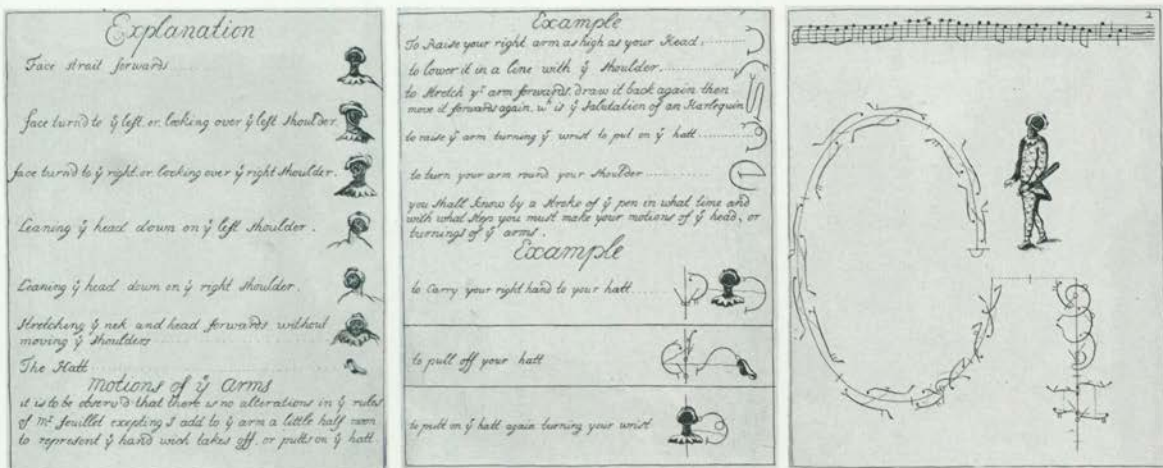 Explanation
Face strait forwards
face turn'd to ÿ left, or, looking over ÿ left shoulder.
face turn'd to ÿ right, or, looking over ÿ right shoulder.
Leaning ÿ head down on ÿ left shoulder.
Leaning ÿ head down on ÿ right shoulder.
Stretching ÿ nek and head forwards without
moving ÿ shoulders
The Hatt
Motions of ÿ Arms
it is to be observ'd that there is no alterations in ÿ rules
of Mr. feuillet exepting I add to ÿ arm a little half moon
to represent ÿ hand wich takes off, or putts on ÿ hatt.
Example
To Raise your right arm as high as your Head.
to lower it in a line with ÿ shoulder.
to stretch yr. arm forwards, draw it back again then
move it forwards again. wh. is ÿ Salutation of an Harlequin
to raise ÿ arm turning ÿ wrist to put on ÿ hatt
to turn your arm round your shoulder
you shall know by a stroke of ÿ pen in what time and
with what step you must make your motions of ÿ head, or
turnings of ÿ arms.
Example
to Carry your right hand to your hatt
to pull off your hatt
to putt on ÿ hatt again turning your wrist
2